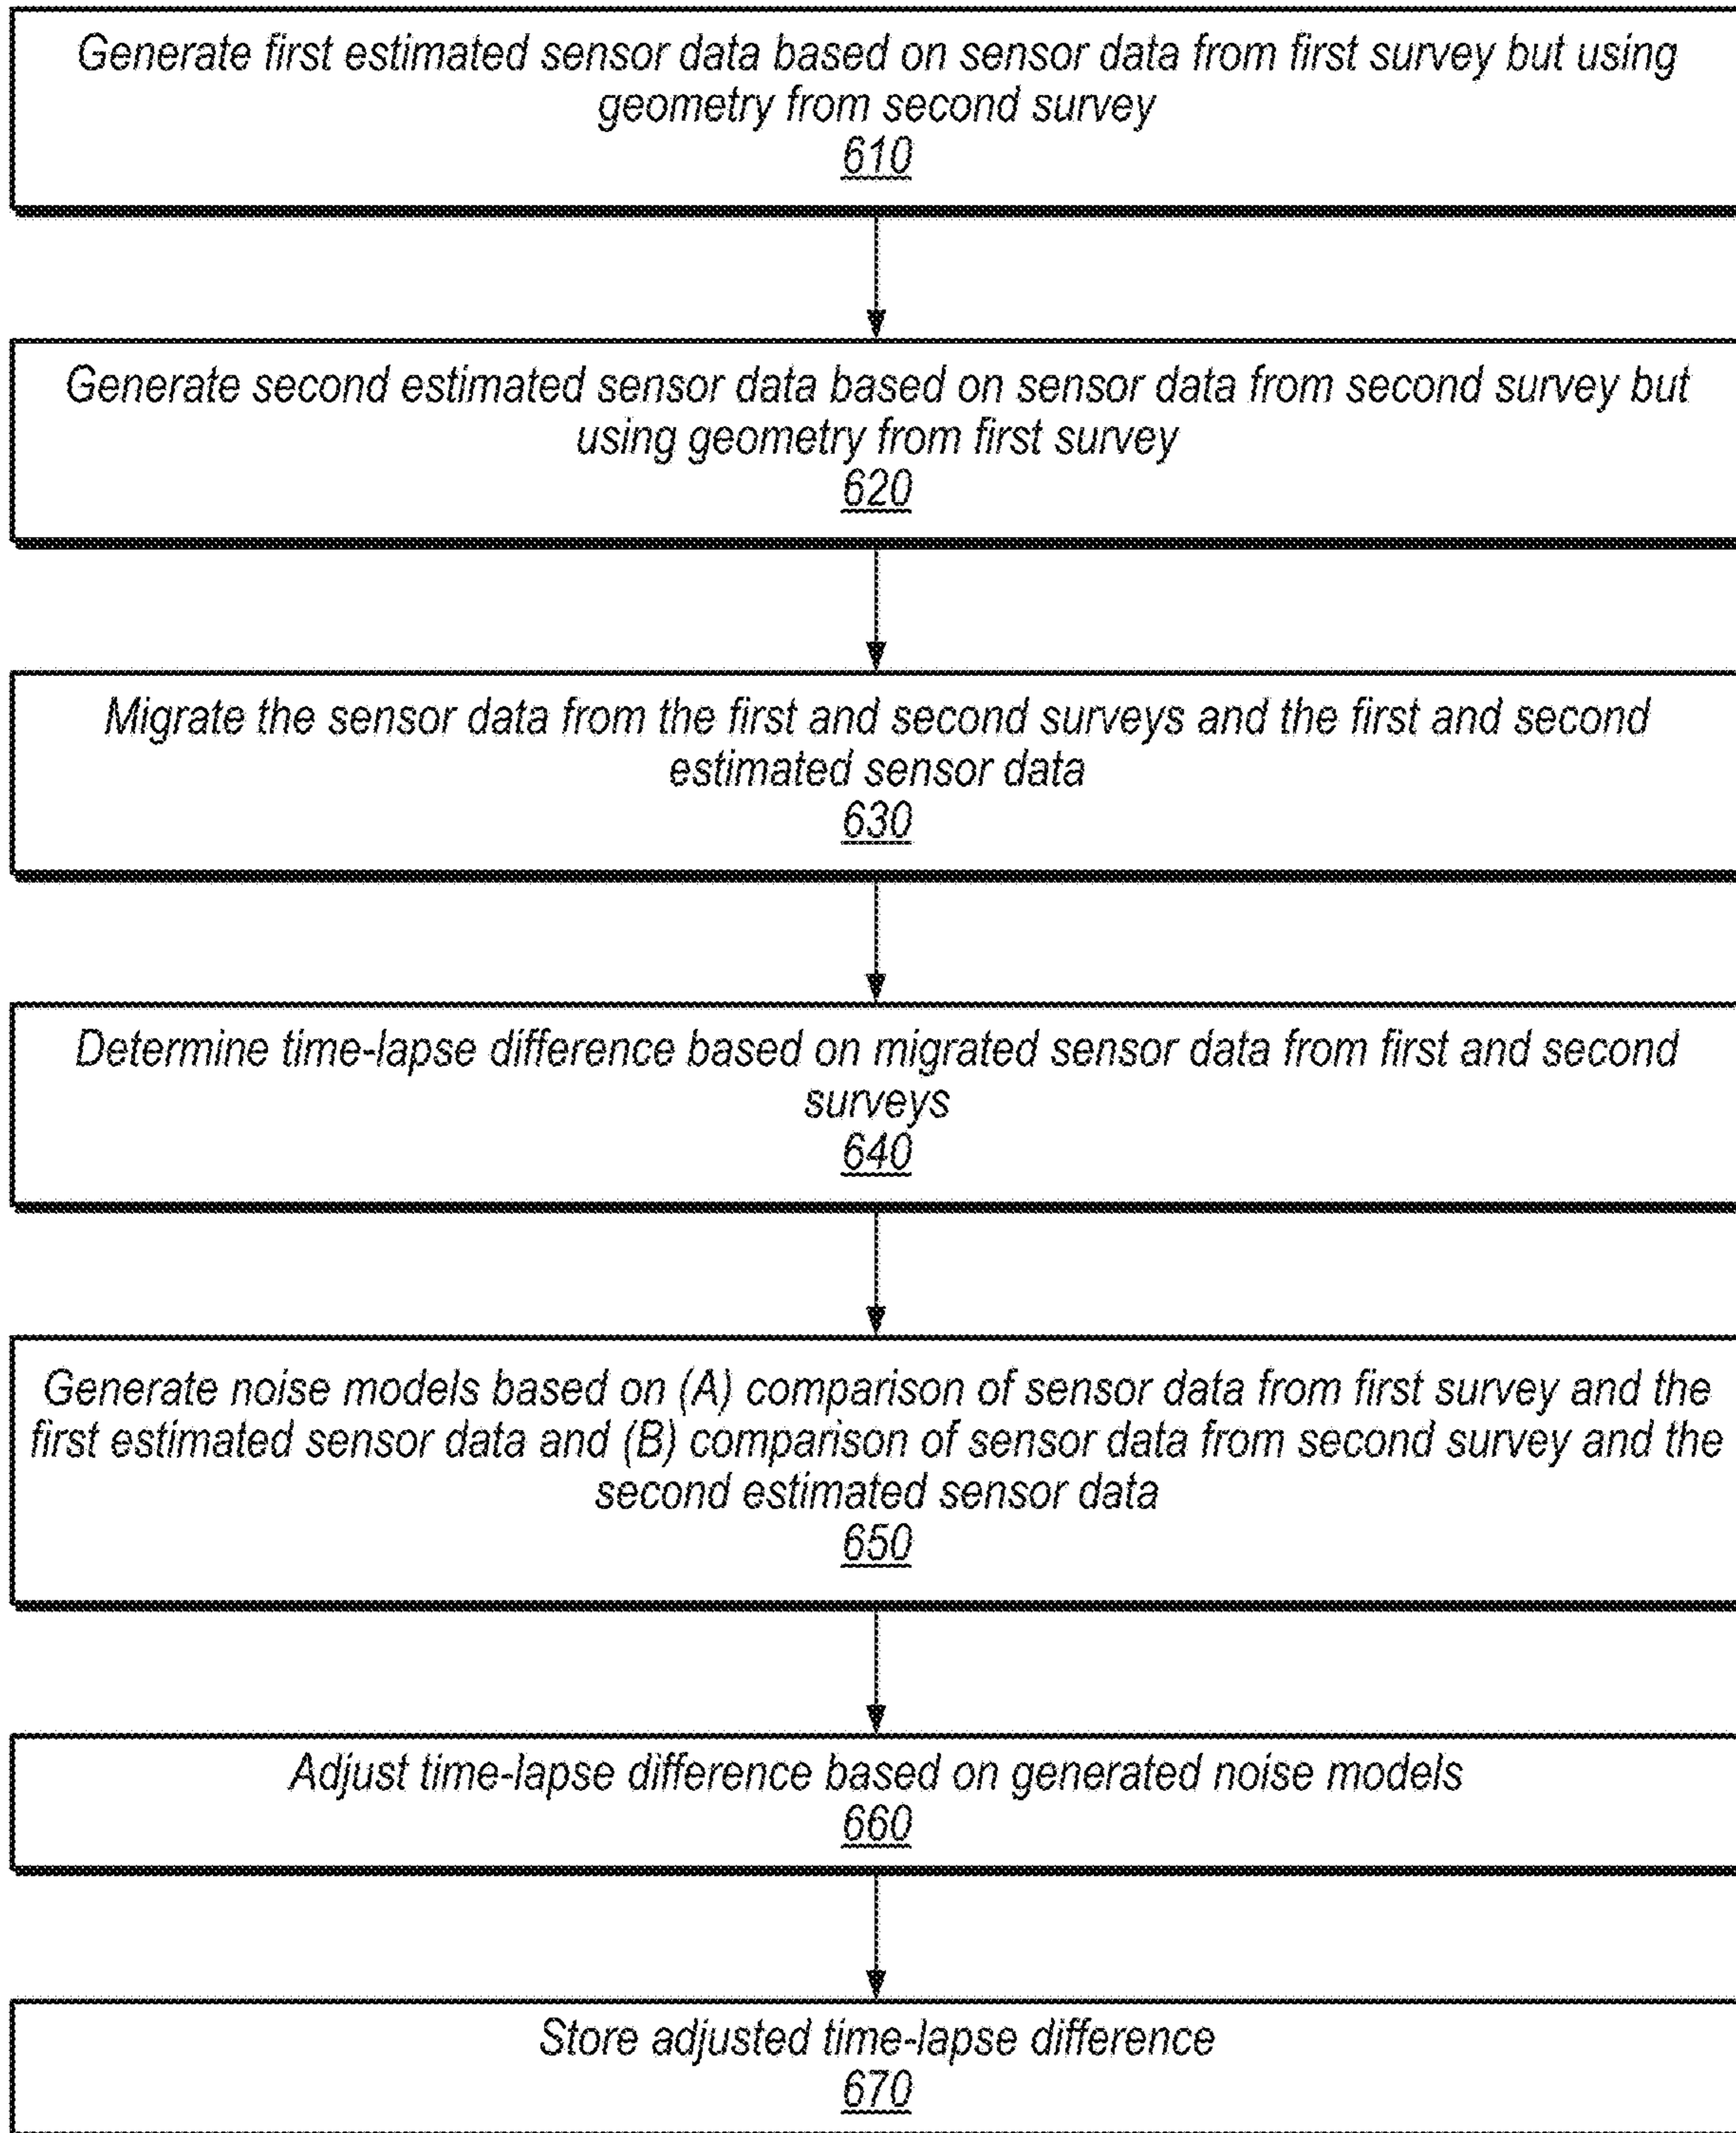 Generate first estimated sensor data based on sensor data from first survey but using
geometry from second survey
610
Generate second estimated sensor data based on sensor data from second survey but
using geometry from first survey
620
Migrate the sensor data from the first and second surveys and the first and second
estimated sensor data
630
Determine time-lapse difference based on migrated sensor data from first and second
surveys
640
Generate noise models based on (A) comparison of sensor data from first survey and the
first estimated sensor data and (B) comparison of sensor data from second survey and the
second estimated sensor data
650
Adjust time-lapse difference based on generated noise models
660
Store adjusted time-lapse difference
670